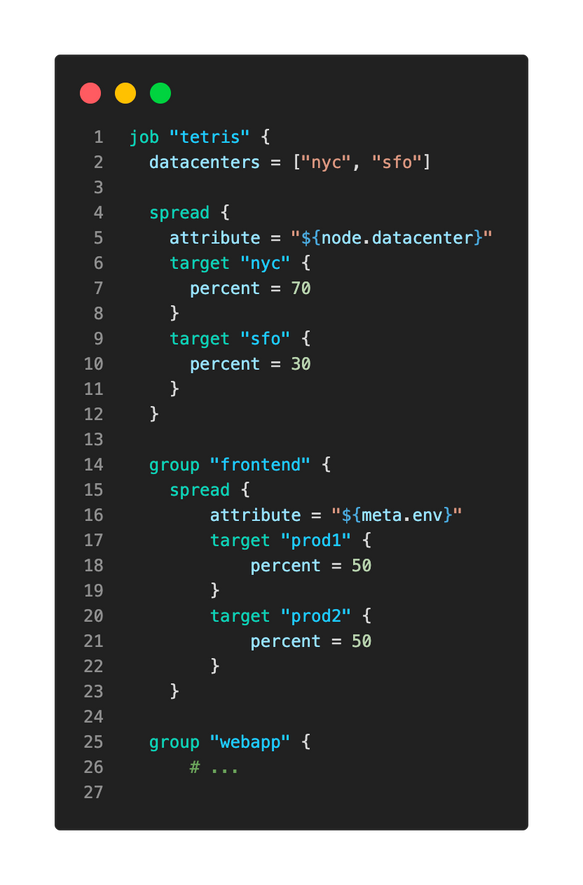 1 job "tetris" {
2   datacenters = ["nyc", "sfo"]
3
4   spread {
5     attribute = "${node.datacenter}"
6     target "nyc" {
7       percent = 70
8     }
9     target "sfo" {
10       percent = 30
11     }
12   }
13
14   group "frontend" {
15     spread {
16         attribute = "${meta.env}"
17         target "prod1" {
18             percent = 50
19         }
20         target "prod2" {
21             percent = 50
22         }
23     }
24
25   group "webapp" {
26       # ...
27